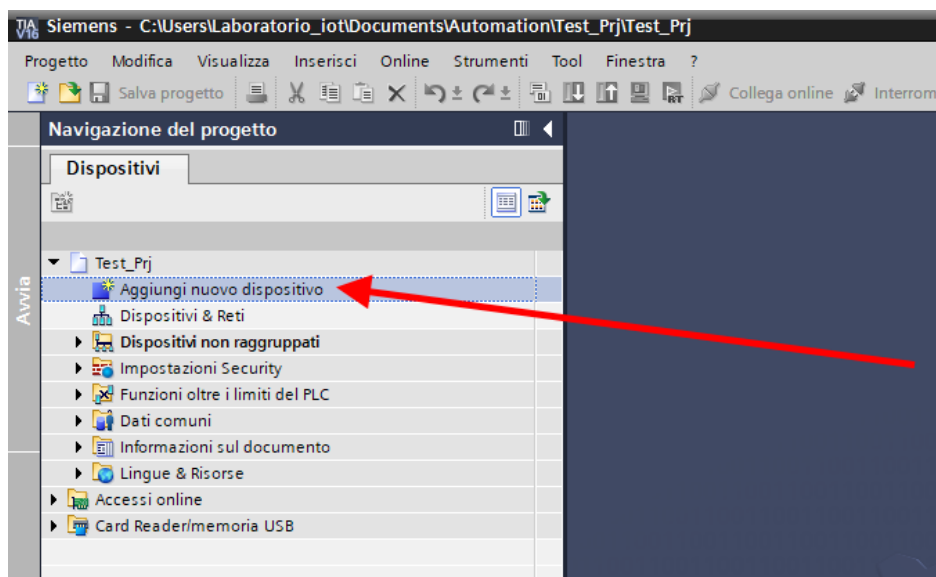 TIA V16 Siemens - C:\Users\Laboratorio_iot\Documents\Automation\Test_Prj\Test_Prj
Progetto Modifica Visualizza Inserisci Online Strumenti Tool Finestra ?
Salva progetto Collega online Interrom
Navigazione del progetto
Dispositivi
Test_Prj
Aggiungi nuovo dispositivo
Dispositivi & Reti
Dispositivi non raggruppati
Impostazioni Security
Funzioni oltre i limiti del PLC
Dati comuni
Informazioni sul documento
Lingue & Risorse
Accessi online
Card Reader/memoria USB
Avvia